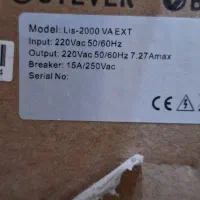 Model: Lis-2000 VA EXT
Input: 220Vac 50/60Hz
Output: 220Vac 50/60Hz 7.27Amax
Breaker: 15A/250Vac
Serial No:
4